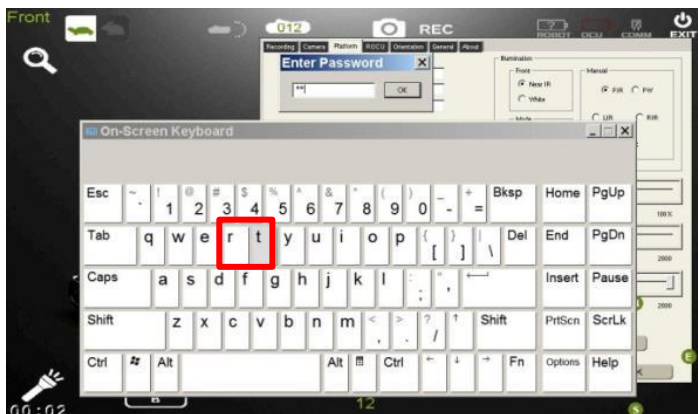 Front
012
REC
ROBOT OCU COMM EXIT
Recording Camera Platform ROCU Orientation General About
Enter Password X
** OK
Illumination
Front
Near IR
White
Manual
On-Screen Keyboard
Esc ~ ` ! 1 @ 2 # 3 $ 4 % 5 ^ 6 & 7 * 8 ( 9 ) 0 _ - + = Bksp Home PgUp
Tab q w e r t y u i o p { [ } ] | \ Del End PgDn
Caps a s d f g h j k l : ; " , Insert Pause
Shift z x c v b n m < , > . ? / ↑ Shift PrtScn ScrLk
Ctrl Alt Alt Ctrl ← ↓ → Fn Options Help
100%
2000
2000
00:02
B
12
E
S